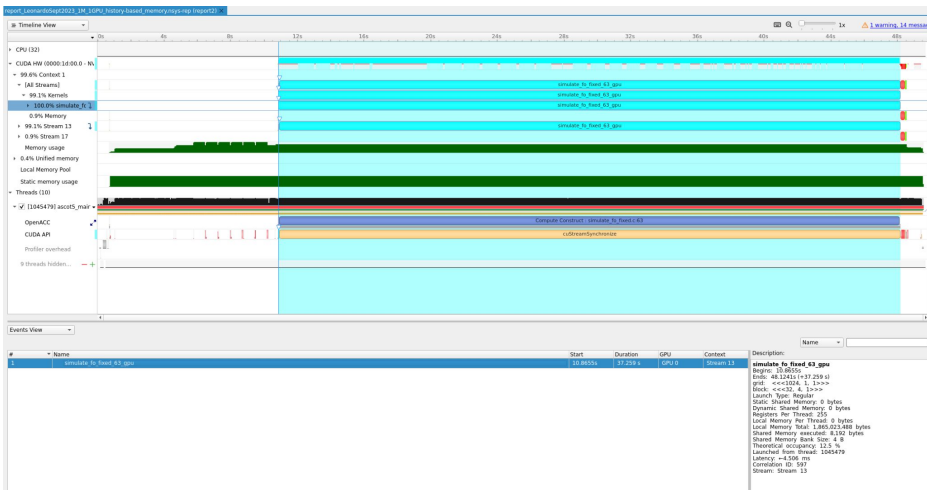 report_LeonardoSept2023_1M_1GPU_history-based_memory.nsys-rep (report2)
Timeline View
1x
1 warning, 14 messa
0s 4s 8s 12s 16s 20s 24s 28s 32s 36s 40s 44s 48s
CPU (32)
CUDA HW (0000:1d:00.0 - NV
99.6% Context 1
[All Streams]
simulate_fo_fixed_63_gpu
99.1% Kernels
simulate_fo_fixed_63_gpu
100.0% simulate_fo
simulate_fo_fixed_63_gpu
0.9% Memory
99.1% Stream 13
simulate_fo_fixed_63_gpu
0.9% Stream 17
Memory usage
0.4% Unified memory
Local Memory Pool
Static memory usage
Threads (10)
[1045479] ascot5_main
OpenACC
Compute Construct : simulate_fo_fixed.c:63
CUDA API
cuStreamSynchronize
Profiler overhead
9 threads hidden... — +
Events View
Name
# Name Start Duration GPU Context
Description:
1 simulate_fo_fixed_63_gpu 10.8655s 37.259 s GPU 0 Stream 13
simulate_fo_fixed_63_gpu
Begins: 10.8655s
Ends: 48.1241s (+37.259 s)
grid: <<<1024, 1, 1>>>
block: <<<32, 4, 1>>>
Launch Type: Regular
Static Shared Memory: 0 bytes
Dynamic Shared Memory: 0 bytes
Registers Per Thread: 255
Local Memory Per Thread: 0 bytes
Local Memory Total: 1,865,023,488 bytes
Shared Memory executed: 8,192 bytes
Shared Memory Bank Size: 4 B
Theoretical occupancy: 12.5 %
Launched from thread: 1045479
Latency: ←4.506 ms
Correlation ID: 597
Stream: Stream 13